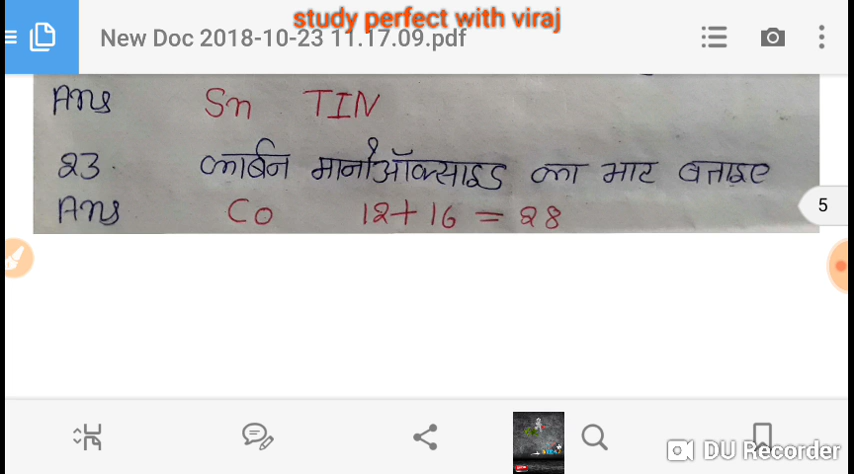 study perfect with viraj
New Doc 2018-10-23 11.17.09.pdf
Ans Sn TIN
23. कार्बन मानोऑक्साइड का भार बताइए
Ans Co 12+16=28
5
DU Recorder